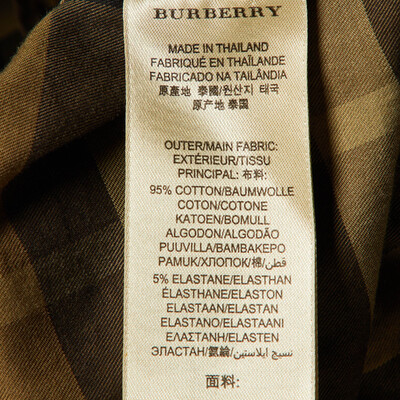 BURBERRY
MADE IN THAILAND
FABRIQUÉ EN THAÏLANDE
FABRICADO NA TAILÂNDIA
原產地 泰國/원산지 태국
原产地 泰国
OUTER/MAIN FABRIC:
EXTÉRIEUR/TISSU
PRINCIPAL: 布料:
95% COTTON/BAUMWOLLE
COTON/COTONE
KATOEN/BOMULL
ALGODON/ALGODÃO
PUUVILLA/ΒΑΜΒΑΚΕΡΟ
PAMUK/ХЛОПОК/棉/قطن
5% ELASTANE/ELASTHAN
ÉLASTHANE/ELASTON
ELASTAAN/ELASTAN
ELASTANO/ELASTAANI
ΕΛΑΣΤΑΝΗ/ELASTEN
ЭЛАСТАН/氨綸/نسيج ايلاستين
面料: